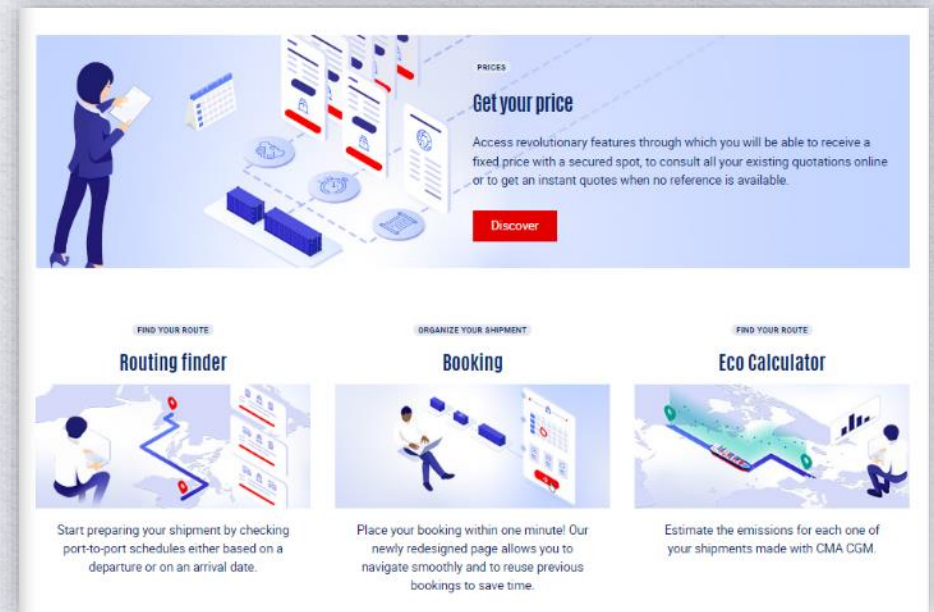 PRICES
Get your price
Access revolutionary features through which you will be able to receive a
fixed price with a secured spot, to consult all your existing quotations online
or to get an instant quotes when no reference is available.
Discover
FIND YOUR ROUTE
Routing finder
Start preparing your shipment by checking
port-to-port schedules either based on a
departure or on an arrival date.
ORGANIZE YOUR SHIPMENT
Booking
Place your booking within one minute! Our
newly redesigned page allows you to
navigate smoothly and to reuse previous
bookings to save time.
FIND YOUR ROUTE
Eco Calculator
Estimate the emissions for each one of
your shipments made with CMA CGM.